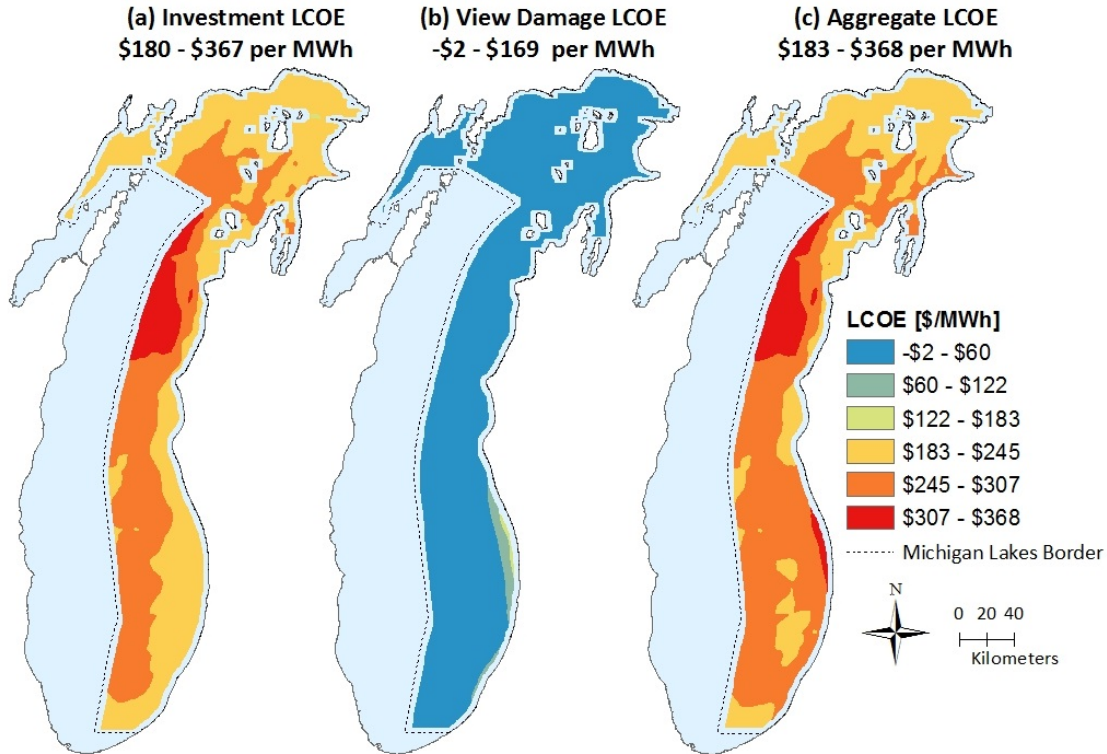 (a) Investment LCOE
$180 - $367 per MWh
(b) View Damage LCOE
-$2 - $169 per MWh
(c) Aggregate LCOE
$183 - $368 per MWh
LCOE [$/MWh]
-$2 - $60
$60 - $122
$122 - $183
$183 - $245
$245 - $307
$307 - $368
Michigan Lakes Border
N
0 20 40
Kilometers